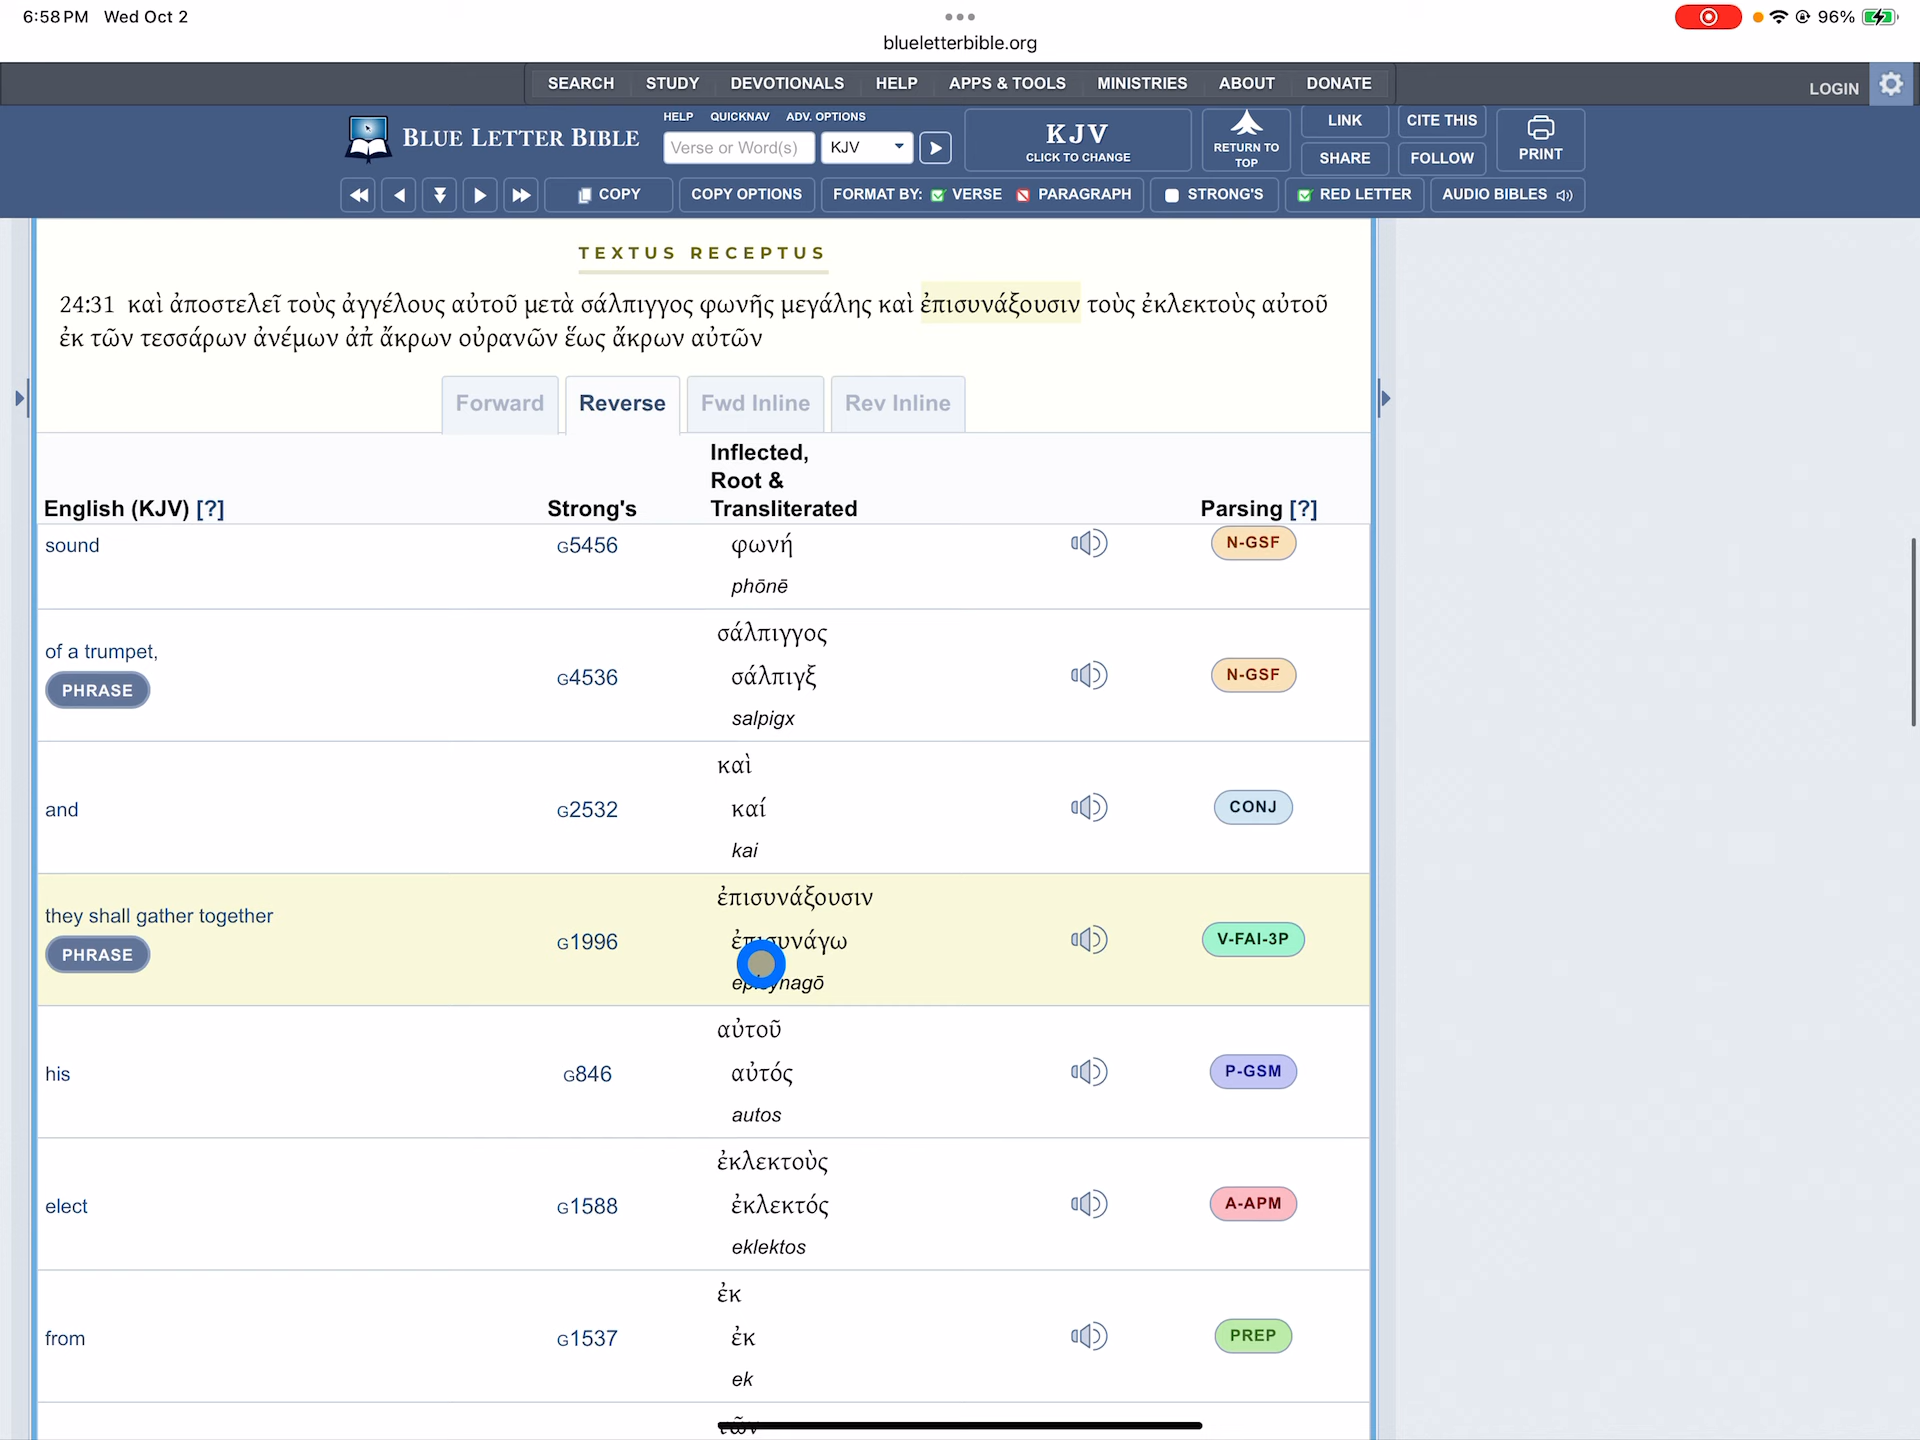 6:58 PM Wed Oct 2
96%
blueletterbible.org
SEARCH STUDY DEVOTIONALS HELP APPS & TOOLS MINISTRIES ABOUT DONATE
LOGIN
BLUE LETTER BIBLE
HELP QUICKNAV ADV. OPTIONS
Verse or Word(s) KJV
KJV
CLICK TO CHANGE
RETURN TO TOP
LINK CITE THIS
SHARE FOLLOW
PRINT
COPY COPY OPTIONS FORMAT BY: VERSE PARAGRAPH STRONG'S RED LETTER AUDIO BIBLES
TEXTUS RECEPTUS
24:31 καὶ ἀποστελεῖ τοὺς ἀγγέλους αὐτοῦ μετὰ σάλπιγγος φωνῆς μεγάλης καὶ ἐπισυνάξουσιν τοὺς ἐκλεκτοὺς αὐτοῦ
ἐκ τῶν τεσσάρων ἀνέμων ἀπ̓ ἄκρων οὐρανῶν ἕως ἄκρων αὐτῶν
Forward Reverse Fwd Inline Rev Inline
English (KJV) [?] Strong's Inflected, Root & Transliterated Parsing [?]
sound G5456 φωνή N-GSF
phōnē
σάλπιγγος
of a trumpet, G4536 σάλπιγξ N-GSF
PHRASE
salpigx
καὶ
and G2532 καί CONJ
kai
ἐπισυνάξουσιν
they shall gather together G1996 ἐπισυνάγω V-FAI-3P
PHRASE
episynagō
αὐτοῦ
his G846 αὐτός P-GSM
autos
ἐκλεκτοὺς
elect G1588 ἐκλεκτός A-APM
eklektos
ἐκ
from G1537 ἐκ PREP
ek
τῶν